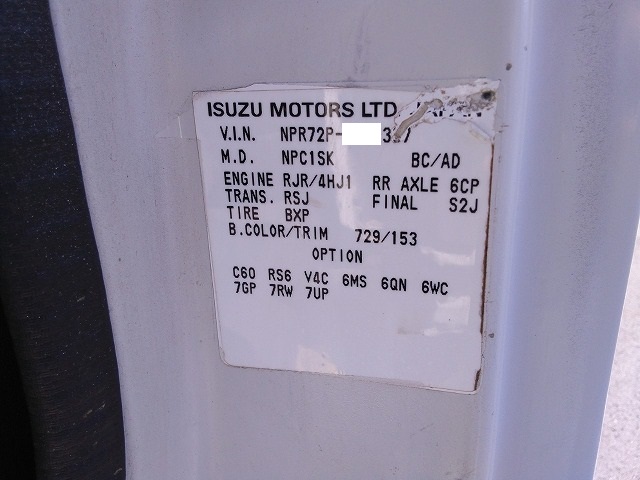 ISUZU MOTORS LTD.
V.I.N. NPR72P-
M.D. NPC1SK BC/AD
ENGINE RJR/4HJ1 RR AXLE 6CP
TRANS. RSJ FINAL S2J
TIRE BXP
B.COLOR/TRIM 729/153
OPTION
C60 RS6 V4C 6MS 6QN 6WC
7GP 7RW 7UP